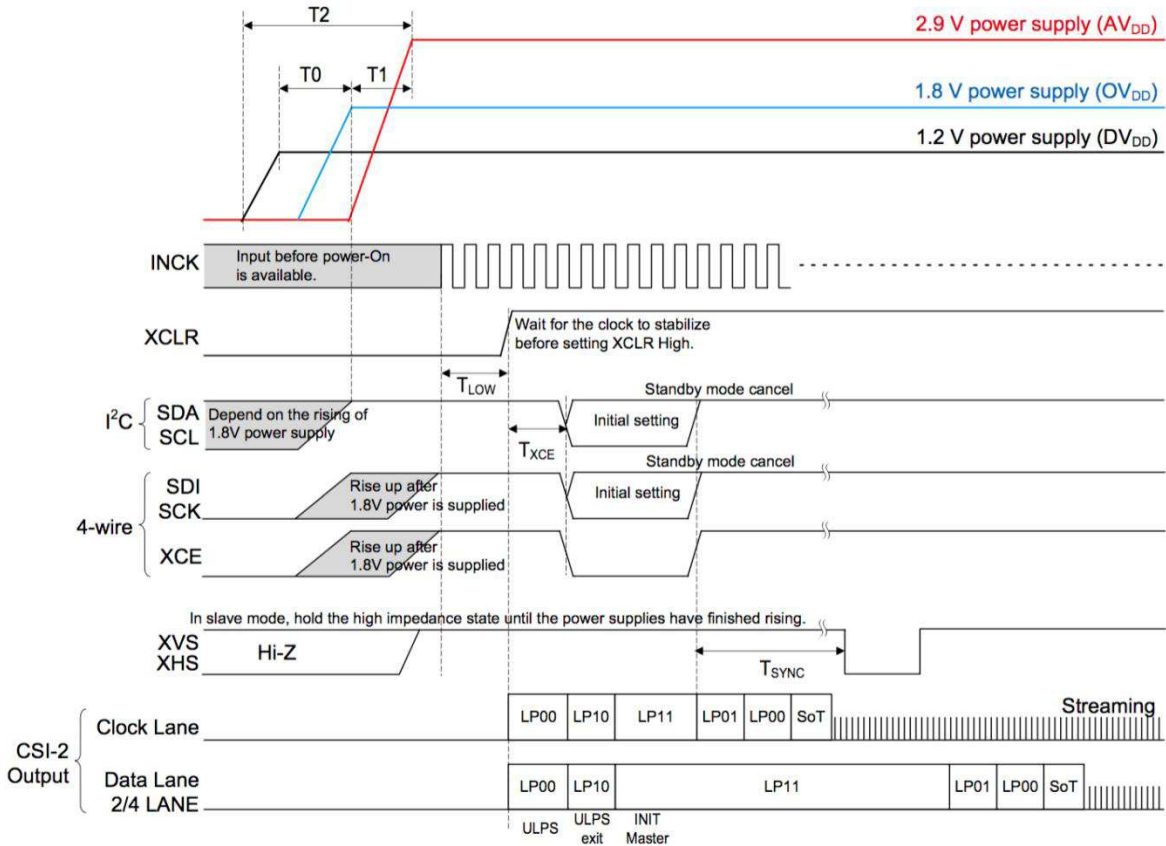 T2
2.9 V power supply (AVDD)
T0 T1
1.8 V power supply (OVDD)
1.2 V power supply (DVDD)
INCK
Input before power-On
is available.
XCLR
Wait for the clock to stabilize
before setting XCLR High.
TLOW
I2C
SDA
SCL
Depend on the rising of
1.8V power supply
Standby mode cancel
Initial setting
TXCE
4-wire
SDI
SCK
Rise up after
1.8V power is supplied
Standby mode cancel
Initial setting
XCE
Rise up after
1.8V power is supplied
In slave mode, hold the high impedance state until the power supplies have finished rising.
XVS
XHS
Hi-Z
TSYNC
CSI-2
Output
Clock Lane
LP00 LP10 LP11 LP01 LP00 SoT
Streaming
Data Lane
2/4 LANE
LP00 LP10 LP11 LP01 LP00 SoT
ULPS
ULPS
exit
INIT
Master